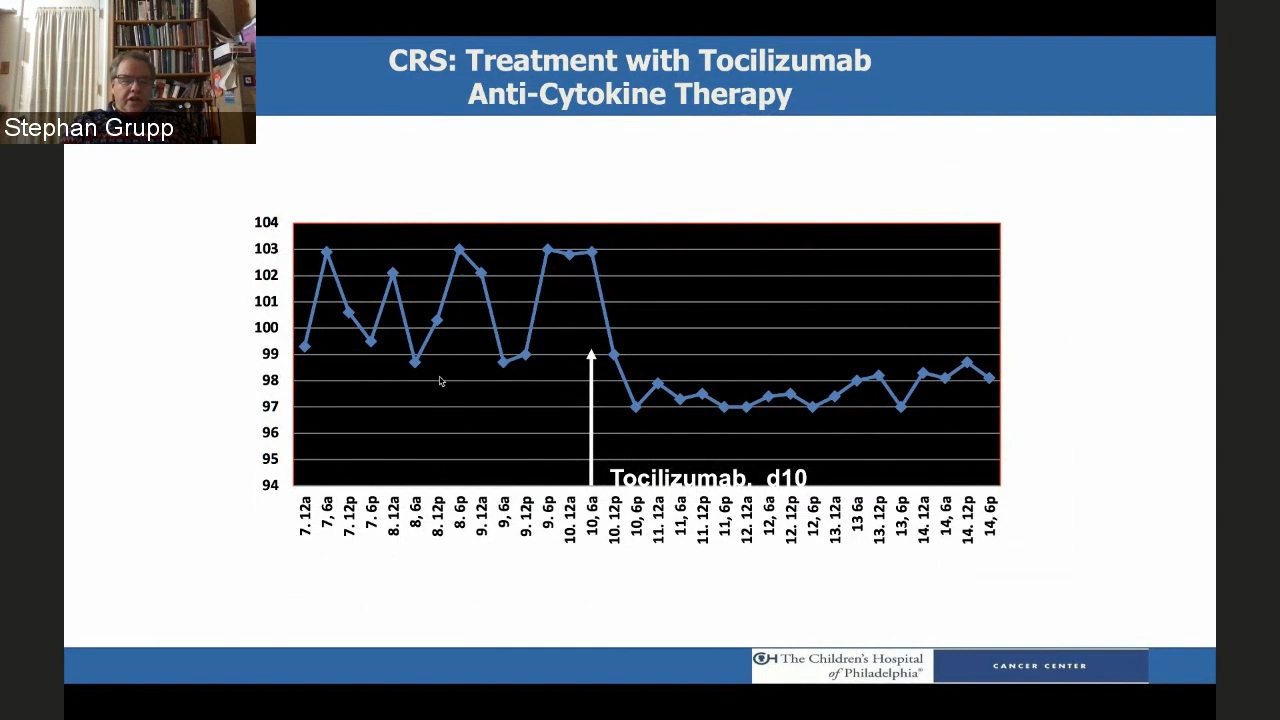 Stephan Grupp
CRS: Treatment with Tocilizumab
Anti-Cytokine Therapy
104
103
102
101
100
99
98
97
96
95
94
Tocilizumab, d10
7. 12a
7, 6a
7. 12p
7. 6p
8. 12a
8, 6a
8. 12p
8. 6p
9. 12a
9, 6a
9. 12p
9. 6p
10. 12a
10, 6a
10. 12p
10, 6p
11. 12a
11, 6a
11. 12p
11, 6p
12. 12a
12, 6a
12. 12p
12, 6p
13. 12a
13 6a
13. 12p
13, 6p
14. 12a
14, 6a
14. 12p
14, 6p
CH The Children's Hospital
of Philadelphia®
CANCER CENTER